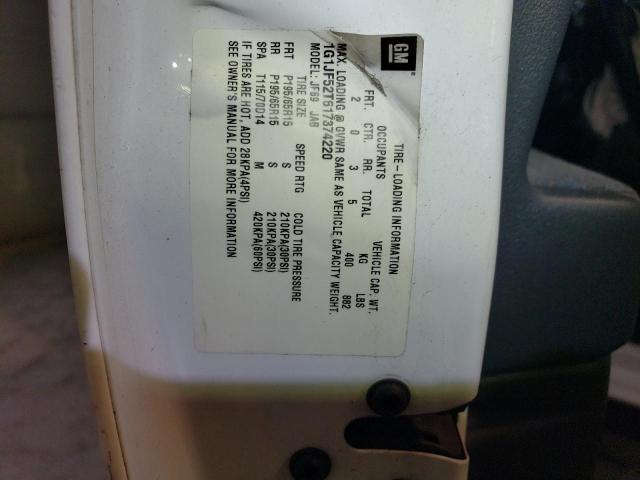 GM
TIRE-LOADING INFORMATION
OCCUPANTS VEHICLE CAP. WT.
FRT. CTR. RR. TOTAL KG LBS
2 0 3 5 400 882
MAX. LOADING @ GVWR SAME AS VEHICLE CAPACITY WEIGHT.
1G1JF52T617374220
MODEL: JF69 JAB
TIRE SIZE SPEED RTG COLD TIRE PRESSURE
FRT P195/65R15 S 210KPA(30PSI)
RR P195/65R15 S 210KPA(30PSI)
SPA T115/70D14 M 420KPA(60PSI)
IF TIRES ARE HOT, ADD 28KPA(4PSI)
SEE OWNER'S MANUAL FOR MORE INFORMATION